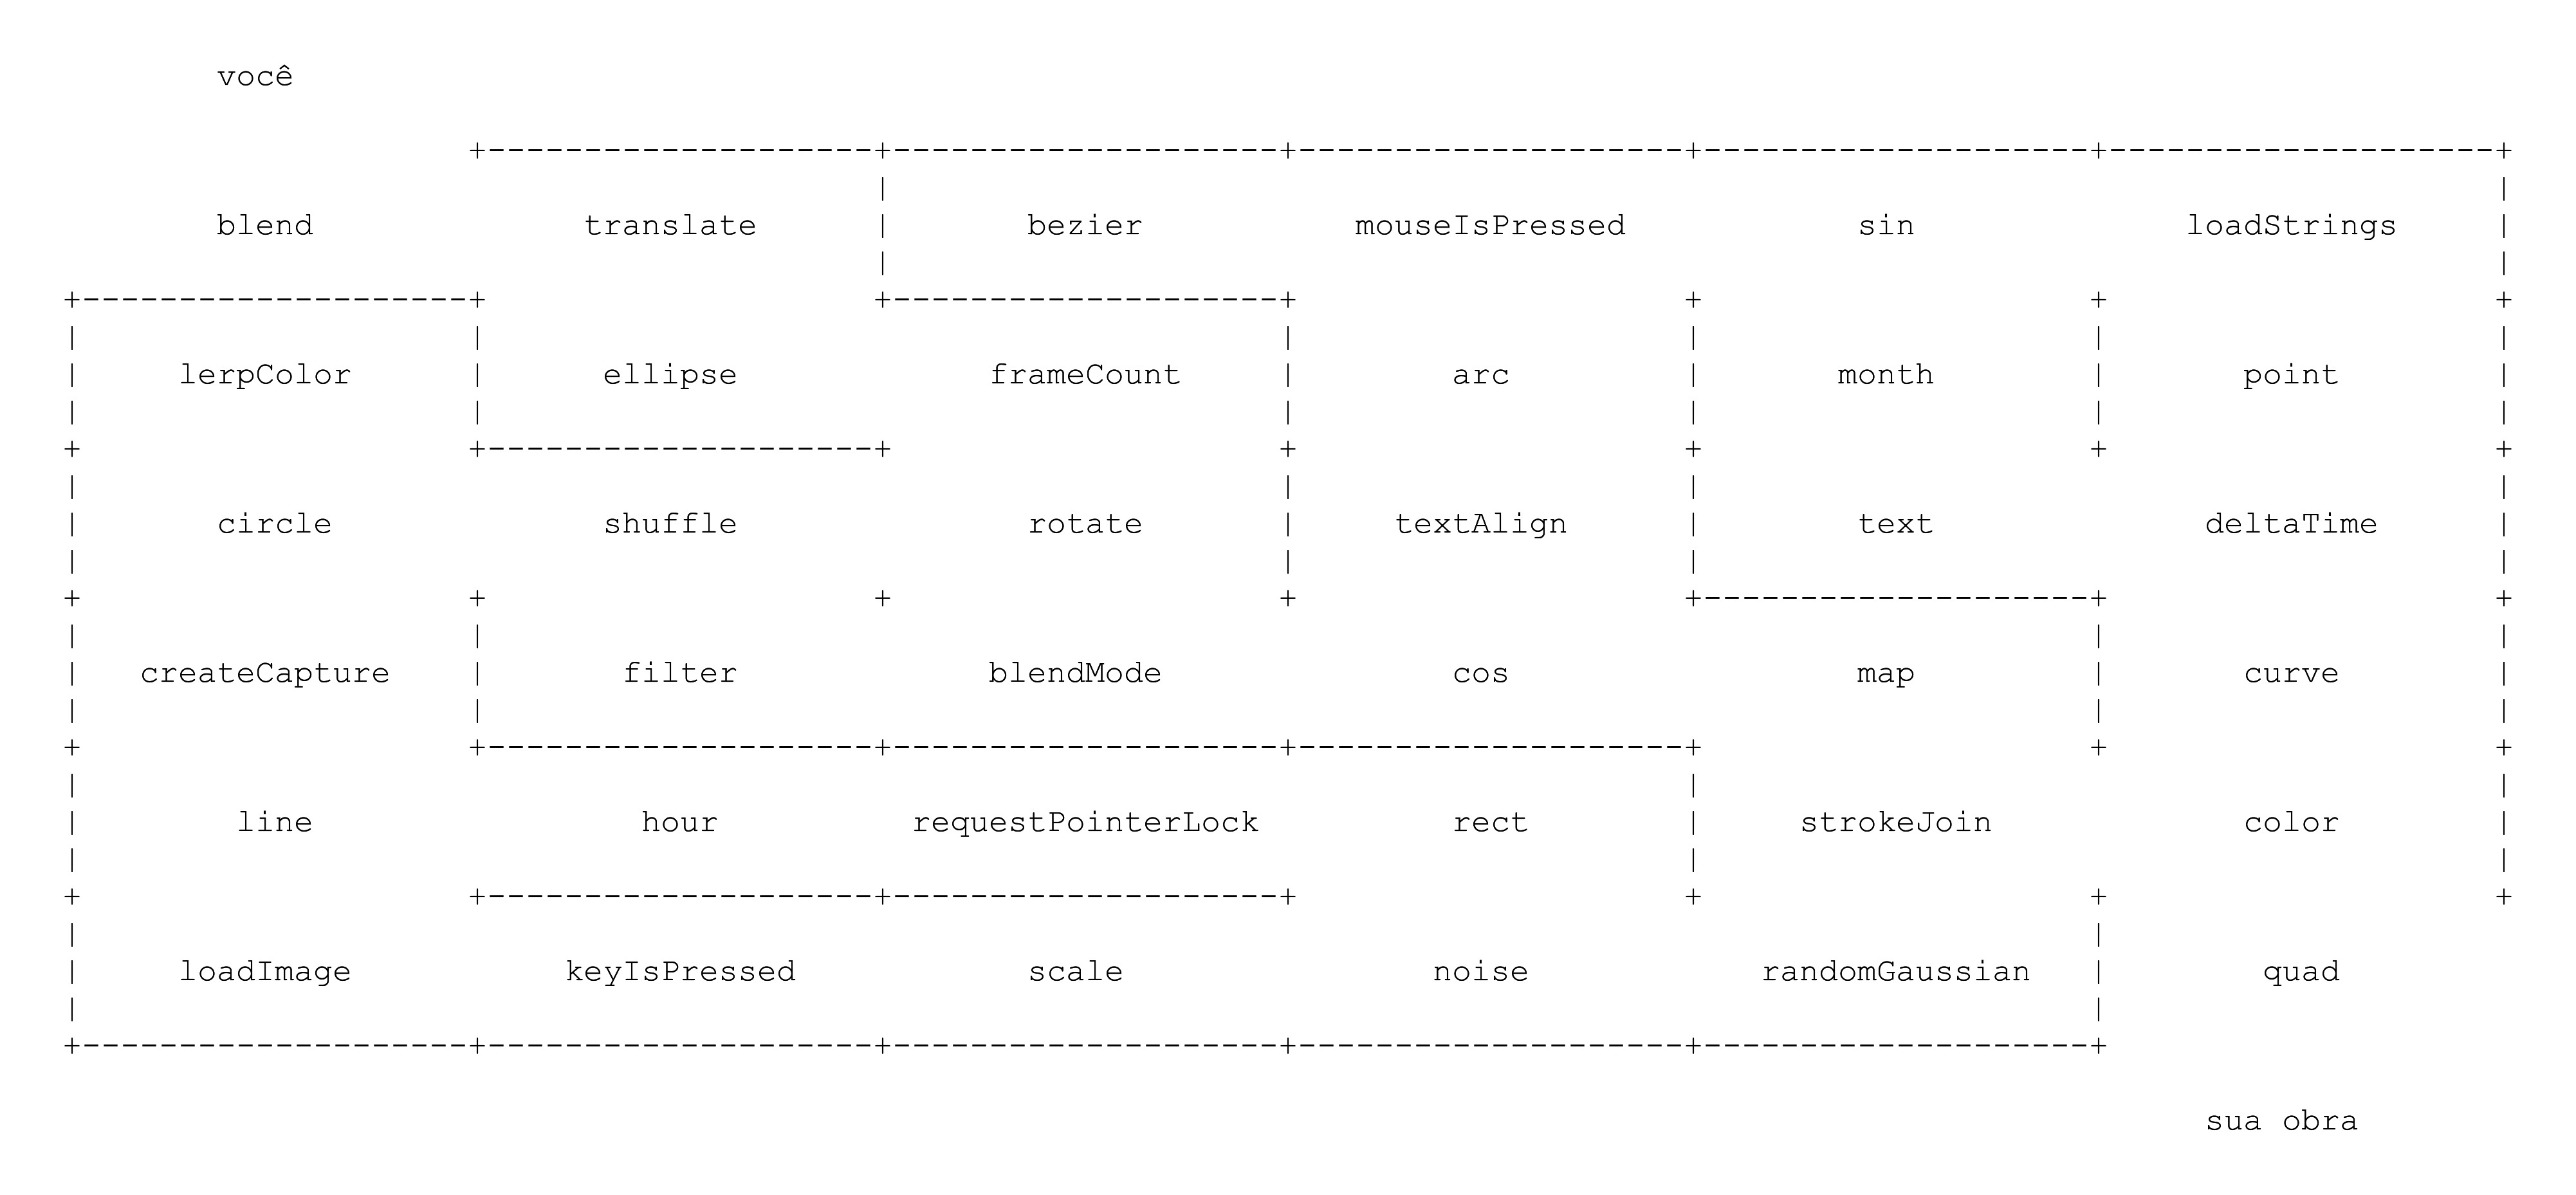 você
blend translate bezier mouseIsPressed sin loadStrings
lerpColor ellipse frameCount arc month point
circle shuffle rotate textAlign text deltaTime
createCapture filter blendMode cos map curve
line hour requestPointerLock rect strokeJoin color
loadImage keyIsPressed scale noise randomGaussian quad
sua obra